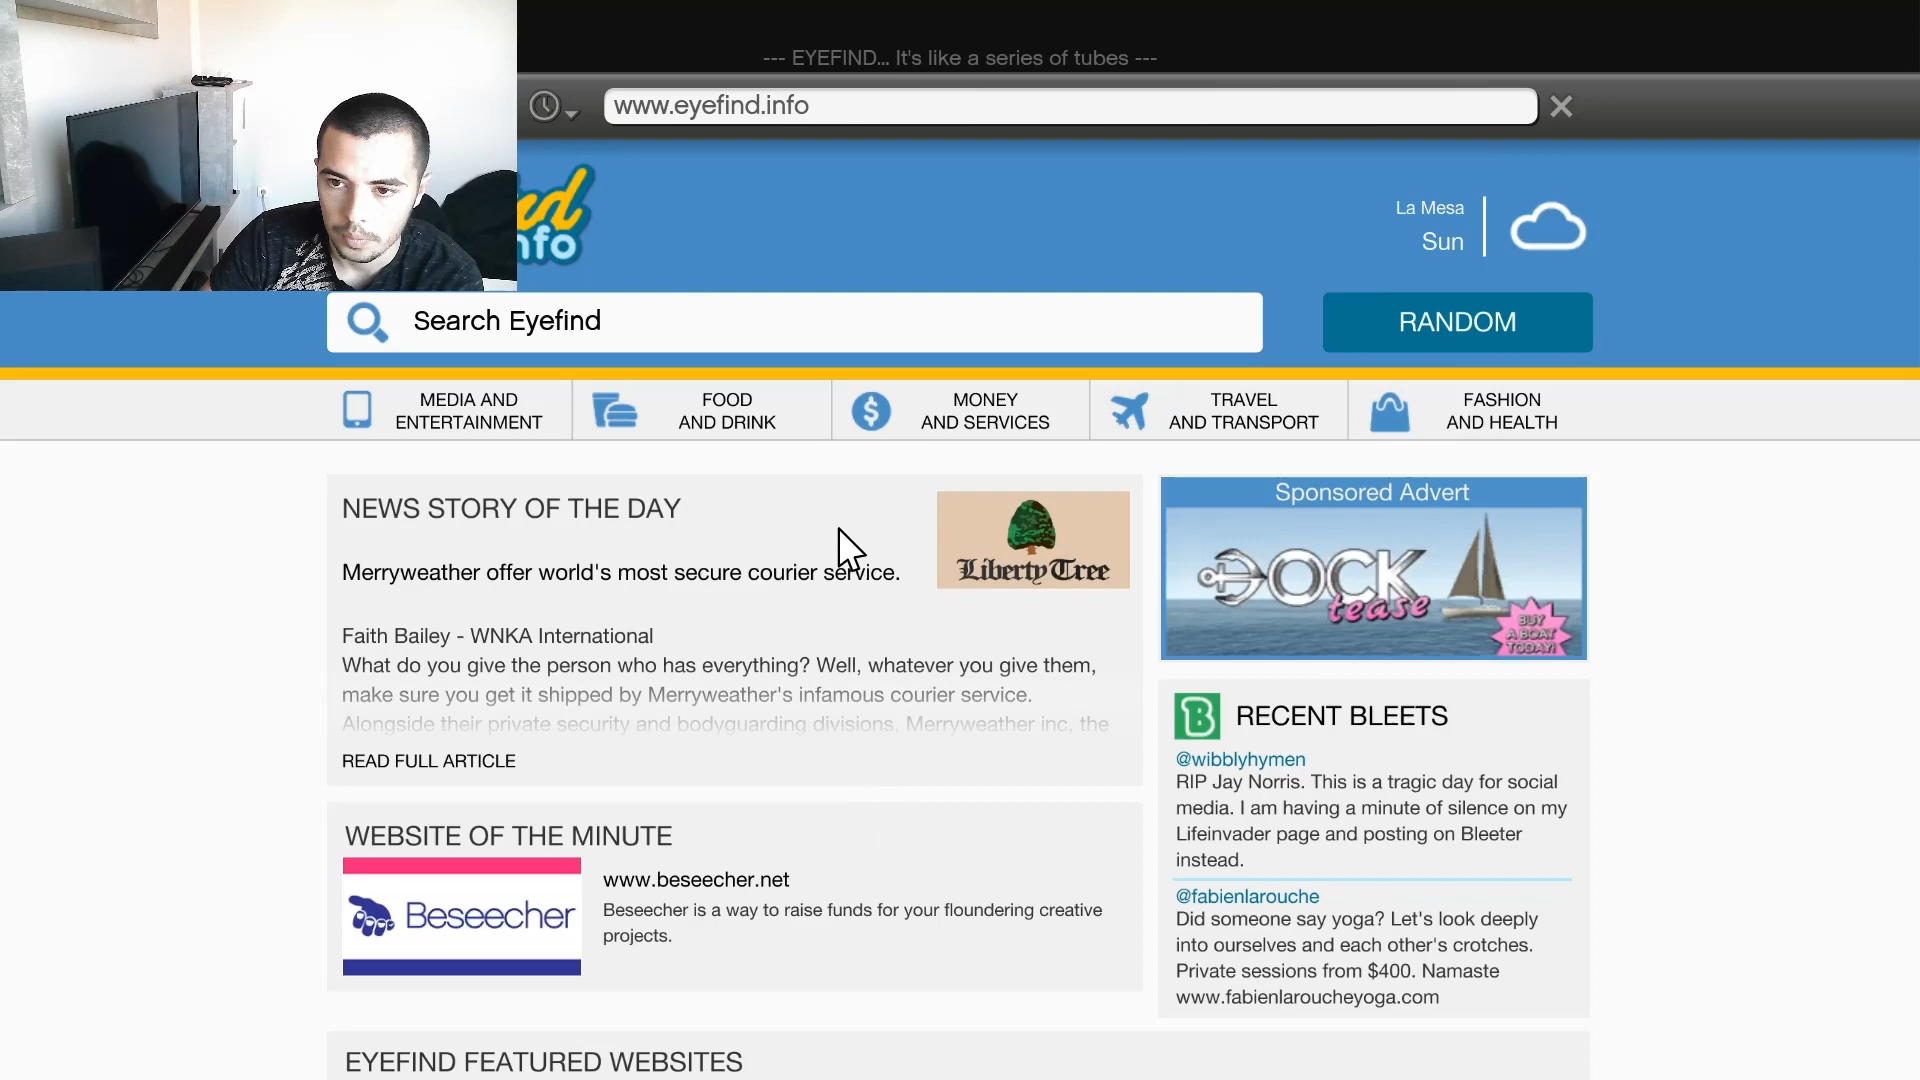 --- EYEFIND... It's like a series of tubes ---
www.eyefind.info
nd
nfo
La Mesa
Sun
Search Eyefind
RANDOM
MEDIA AND
ENTERTAINMENT
FOOD
AND DRINK
MONEY
AND SERVICES
TRAVEL
AND TRANSPORT
FASHION
AND HEALTH
NEWS STORY OF THE DAY
Merryweather offer world's most secure courier service.
Liberty Tree
Faith Bailey - WNKA International
What do you give the person who has everything? Well, whatever you give them,
make sure you get it shipped by Merryweather's infamous courier service.
Alongside their private security and bodyguarding divisions, Merryweather inc, the
READ FULL ARTICLE
WEBSITE OF THE MINUTE
Beseecher
www.beseecher.net
Beseecher is a way to raise funds for your floundering creative
projects.
Sponsored Advert
DOCK
tease
BUY
A BOAT
TODAY!
B
RECENT BLEETS
@wibblyhymen
RIP Jay Norris. This is a tragic day for social
media. I am having a minute of silence on my
Lifeinvader page and posting on Bleeter
instead.
@fabienlarouche
Did someone say yoga? Let's look deeply
into ourselves and each other's crotches.
Private sessions from $400. Namaste
www.fabienlaroucheyoga.com
EYEFIND FEATURED WEBSITES